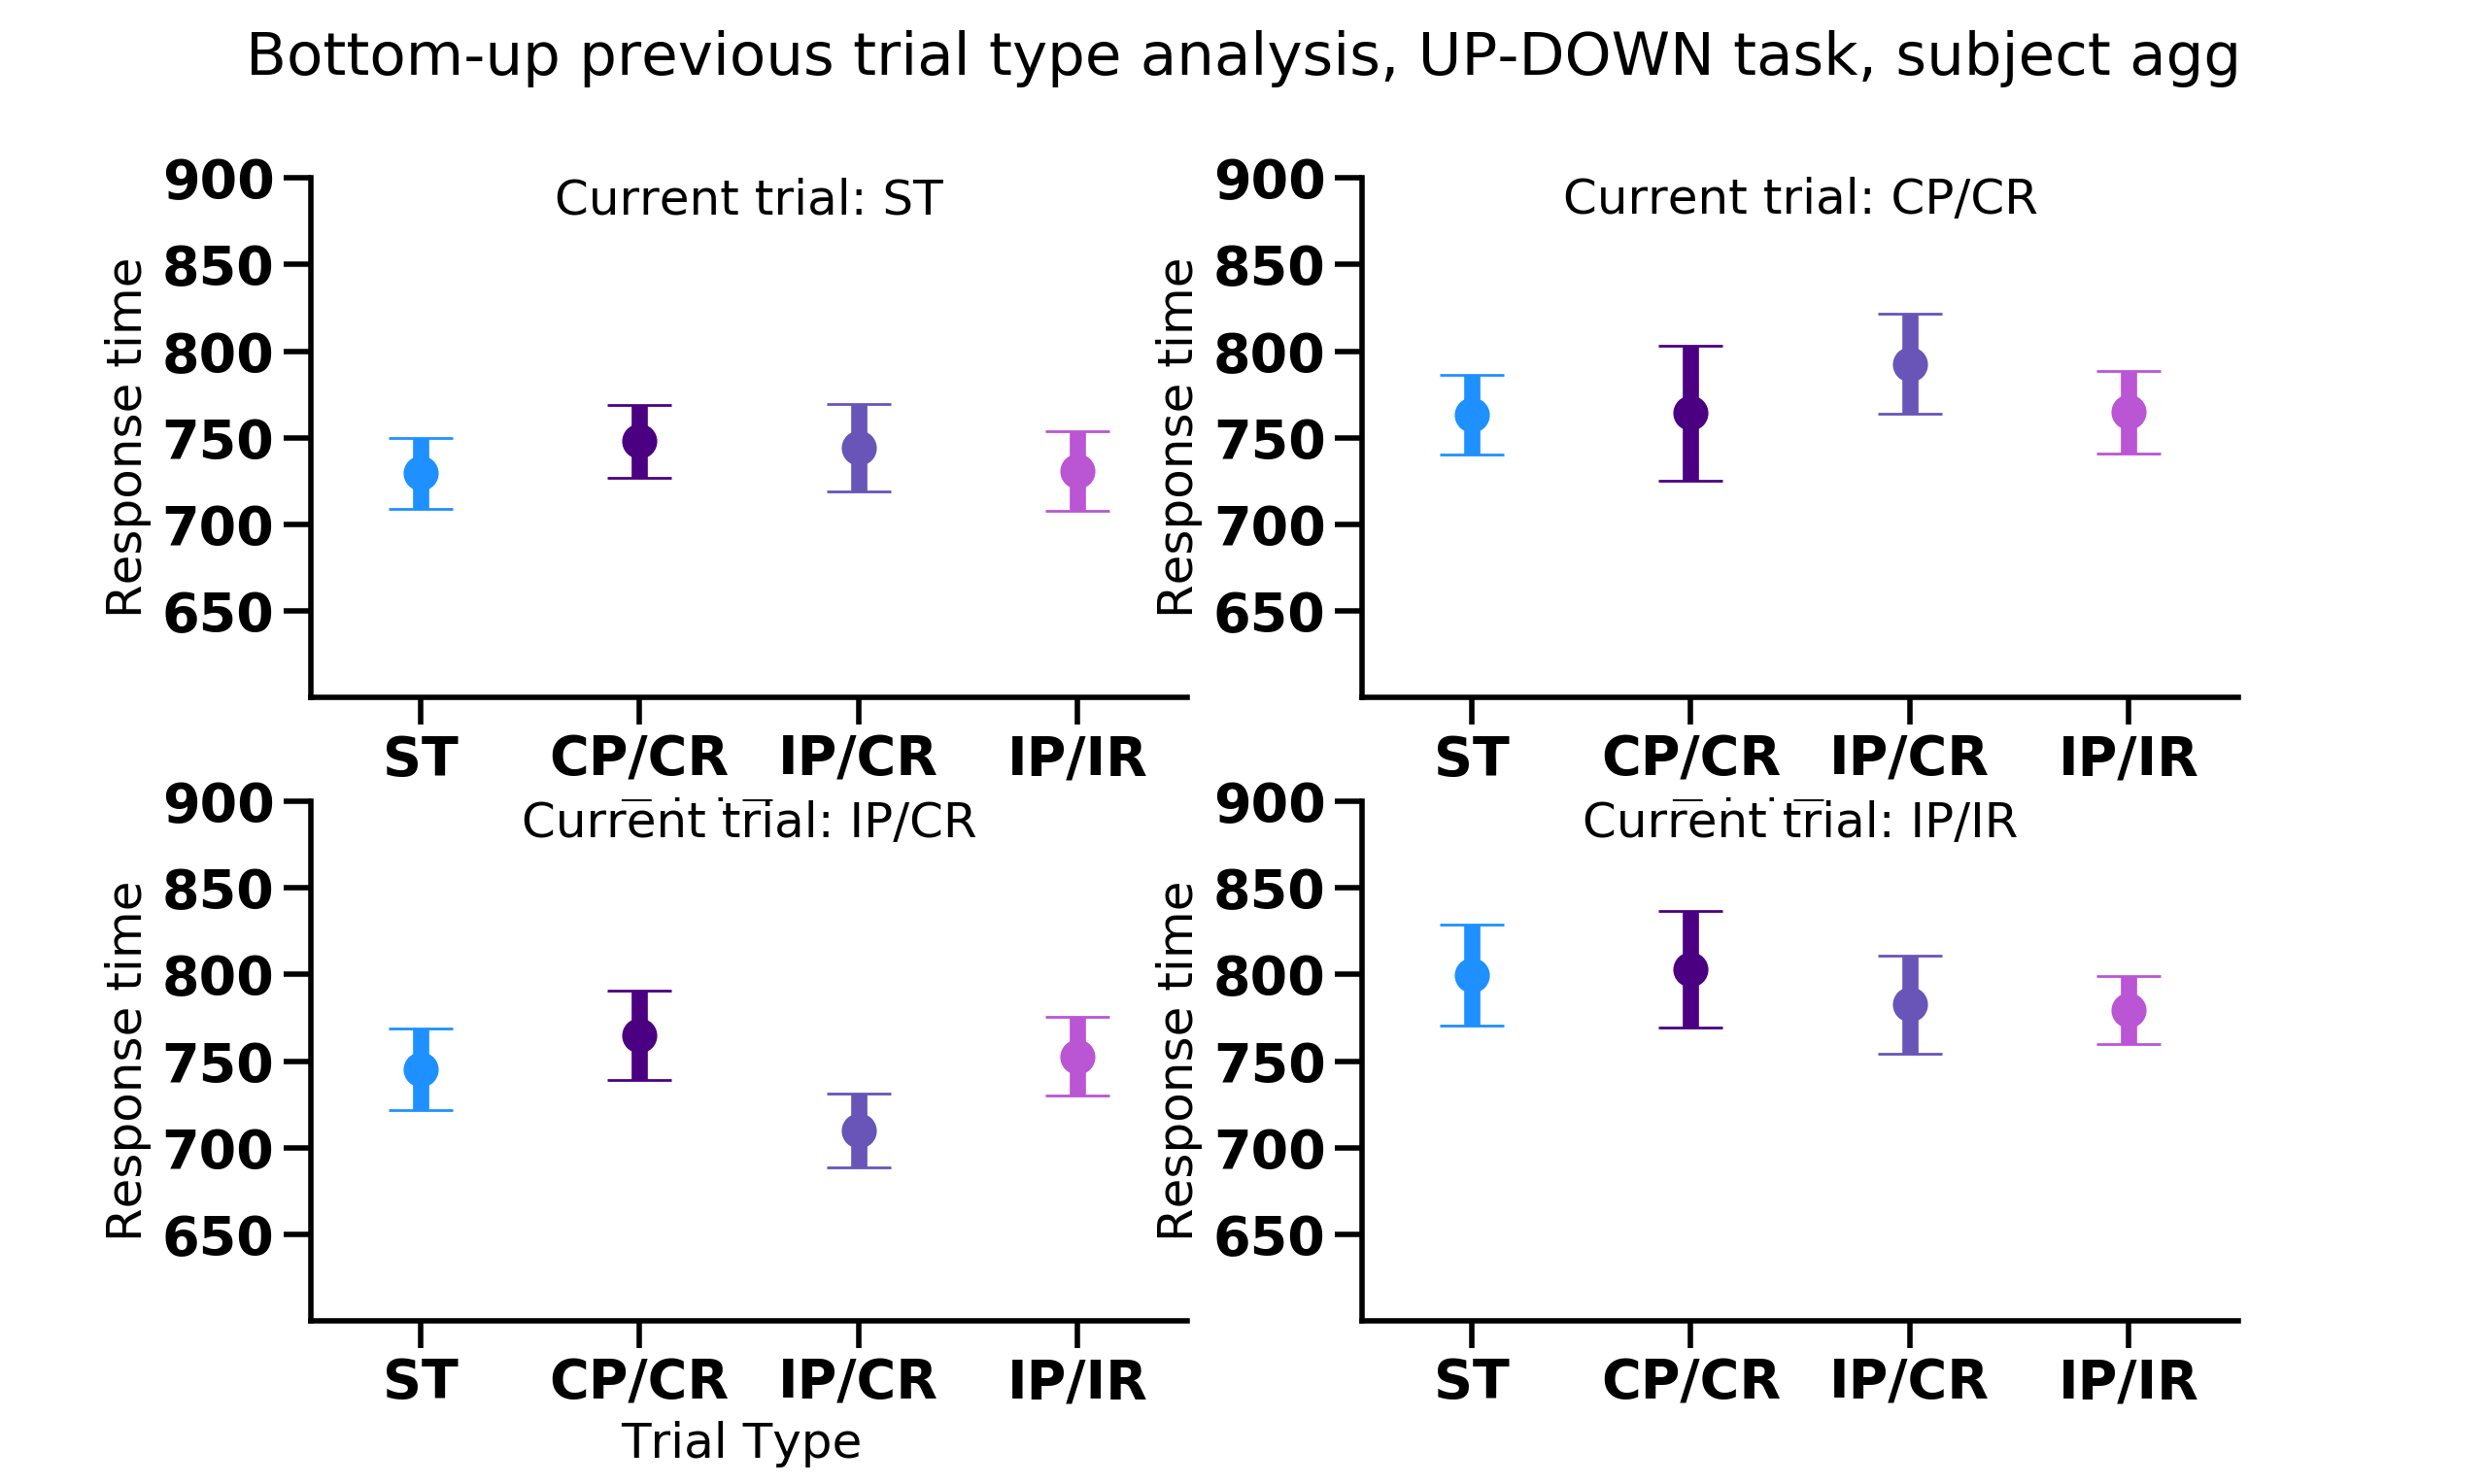 Bottom-up previous trial type analysis, UP-DOWN task, subject agg
Current trial: ST
Response time
900
850
800
750
700
650
ST CP/CR IP/CR IP/IR
Current trial: CP/CR
Response time
900
850
800
750
700
650
ST CP/CR IP/CR IP/IR
Current trial: IP/CR
Response time
900
850
800
750
700
650
ST CP/CR IP/CR IP/IR
Trial Type
Current trial: IP/IR
Response time
900
850
800
750
700
650
ST CP/CR IP/CR IP/IR